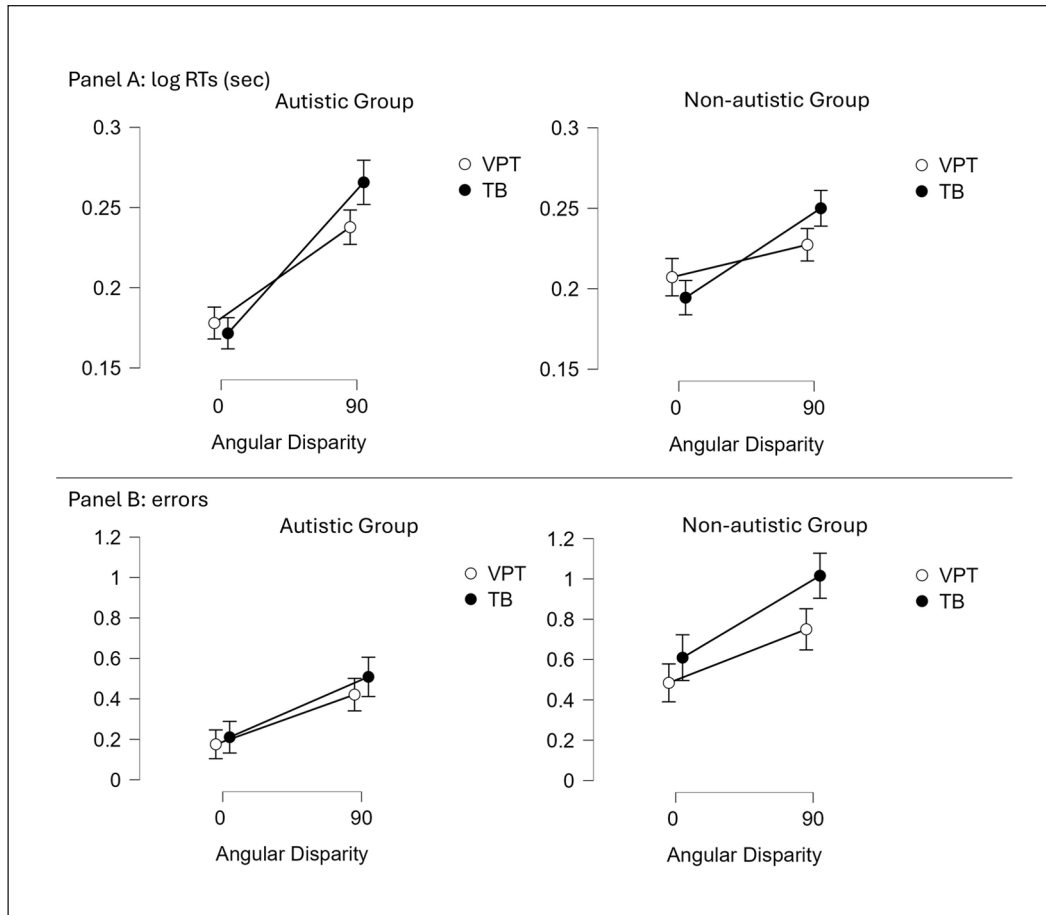 Panel A: log RTs (sec)
Autistic Group
0.3
0.25
0.2
0.15
VPT
TB
0
90
Angular Disparity
Non-autistic Group
0.3
0.25
0.2
0.15
VPT
TB
0
90
Angular Disparity
Panel B: errors
Autistic Group
1.2
1
0.8
0.6
0.4
0.2
0
VPT
TB
0
90
Angular Disparity
Non-autistic Group
1.2
1
0.8
0.6
0.4
0.2
0
VPT
TB
0
90
Angular Disparity